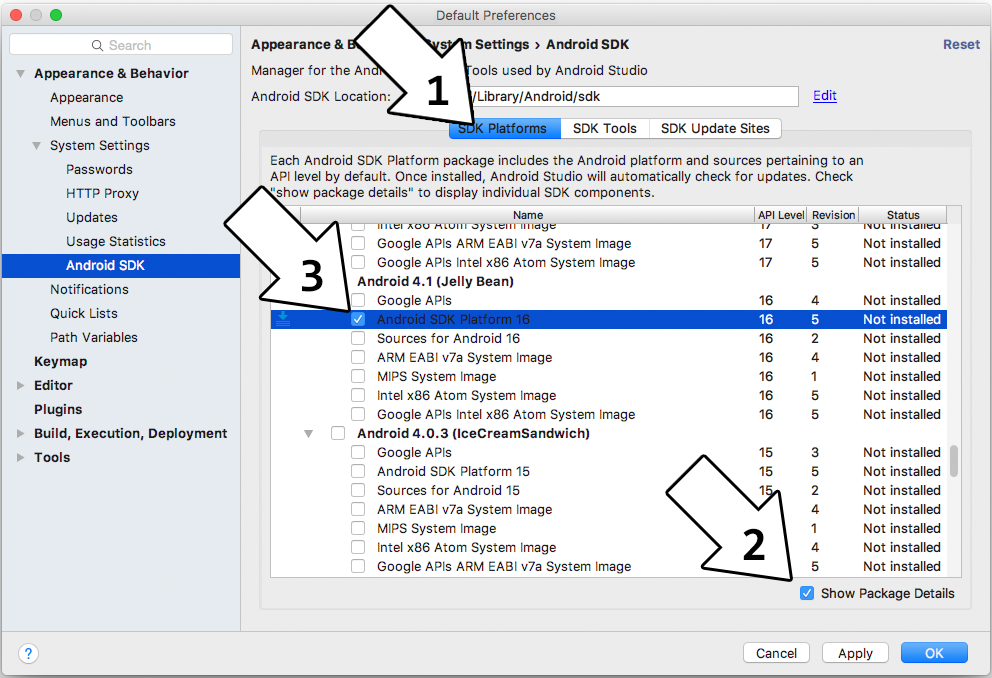 Default Preferences
Search
Appearance & Behavior
Appearance
Menus and Toolbars
System Settings
Passwords
HTTP Proxy
Updates
Usage Statistics
Android SDK
Notifications
Quick Lists
Path Variables
Keymap
Editor
Plugins
Build, Execution, Deployment
Tools
Appearance & Settings › Android SDK
Reset
Manager for the Tools used by Android Studio
Android SDK Location: /Library/Android/sdk Edit
1
SDK Platforms SDK Tools SDK Update Sites
Each Android SDK Platform package includes the Android platform and sources pertaining to an
API level by default. Once installed, Android Studio will automatically check for updates. Check
"show package details" to display individual SDK components.
Name API Level Revision Status
Intel x86 Atom System Image 17 3 Not installed
Google APIs ARM EABI v7a System Image 17 5 Not installed
Google APIs Intel x86 Atom System Image 17 5 Not installed
3
Android 4.1 (Jelly Bean)
Google APIs 16 4 Not installed
Android SDK Platform 16 16 5 Not installed
Sources for Android 16 16 2 Not installed
ARM EABI v7a System Image 16 4 Not installed
MIPS System Image 16 1 Not installed
Intel x86 Atom System Image 16 5 Not installed
Google APIs Intel x86 Atom System Image 16 5 Not installed
Android 4.0.3 (IceCreamSandwich)
Google APIs 15 3 Not installed
Android SDK Platform 15 15 5 Not installed
Sources for Android 15 15 2 Not installed
ARM EABI v7a System Image 4 Not installed
MIPS System Image 1 Not installed
Intel x86 Atom System Image 4 Not installed
Google APIs ARM EABI v7a System Image 5 Not installed
2
Show Package Details
? Cancel Apply OK